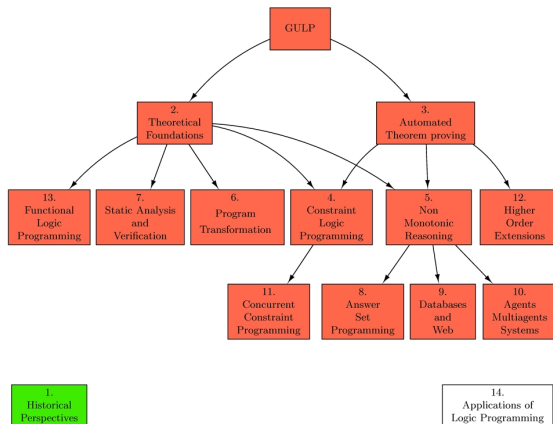 GULP
2.
Theoretical
Foundations
3.
Automated
Theorem proving
13.
Functional
Logic
Programming
7.
Static Analysis
and
Verification
6.
Program
Transformation
4.
Constraint
Logic
Programming
5.
Non
Monotonic
Reasoning
12.
Higher
Order
Extensions
11.
Concurrent
Constraint
Programming
8.
Answer
Set
Programming
9.
Databases
and
Web
10.
Agents
Multiagents
Systems
1.
Historical
Perspectives
14.
Applications of
Logic Programming